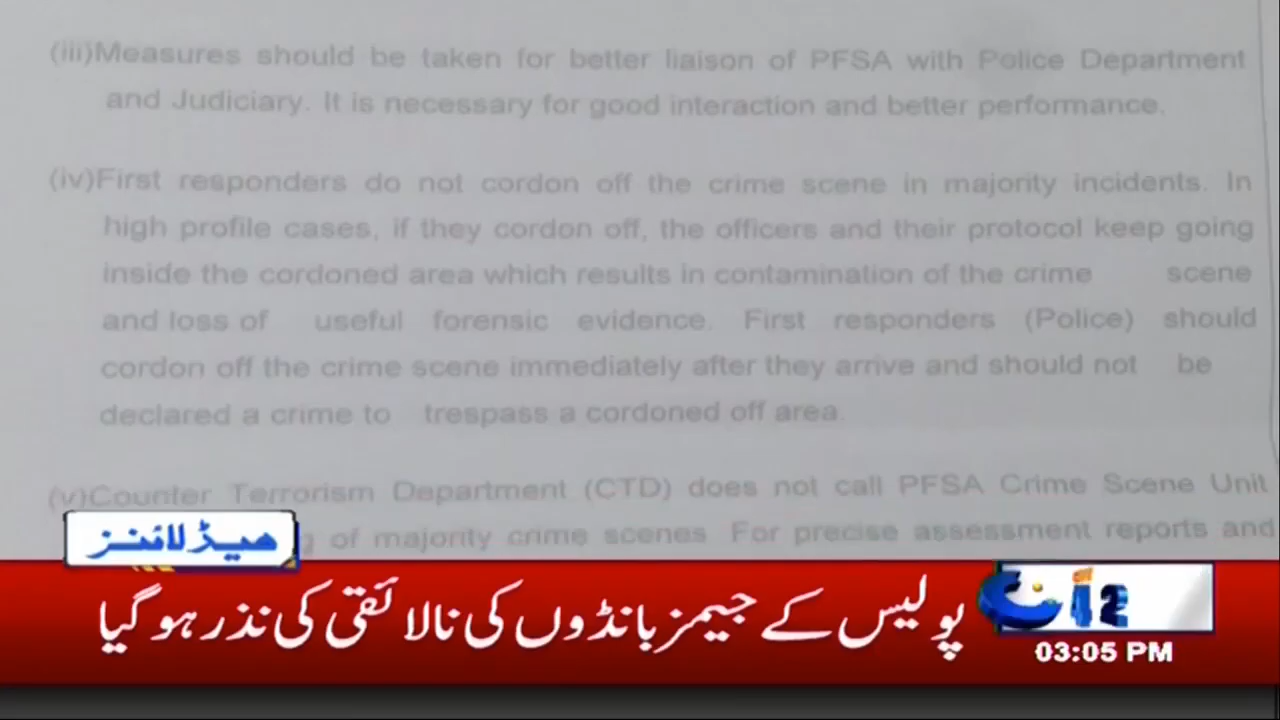 (iii)Measures should be taken for better liaison of PFSA with Police Department
and Judiciary. It is necessary for good interaction and better performance.
(iv)First responders do not cordon off the crime scene in majority incidents. In
high profile cases, if they cordon off, the officers and their protocol keep going
inside the cordoned area which results in contamination of the crime scene
and loss of useful forensic evidence. First responders (Police) should
cordon off the crime scene immediately after they arrive and should not be
declared a crime to trespass a cordoned off area.
(v)Counter Terrorism Department (CTD) does not call PFSA Crime Scene Unit
of majority crime scenes For precise assessment reports and
ہیڈلائنز
پولیس کے جیمز بانڈوں کی نالائقی کی نذر ہو گیا
42
03:05 PM